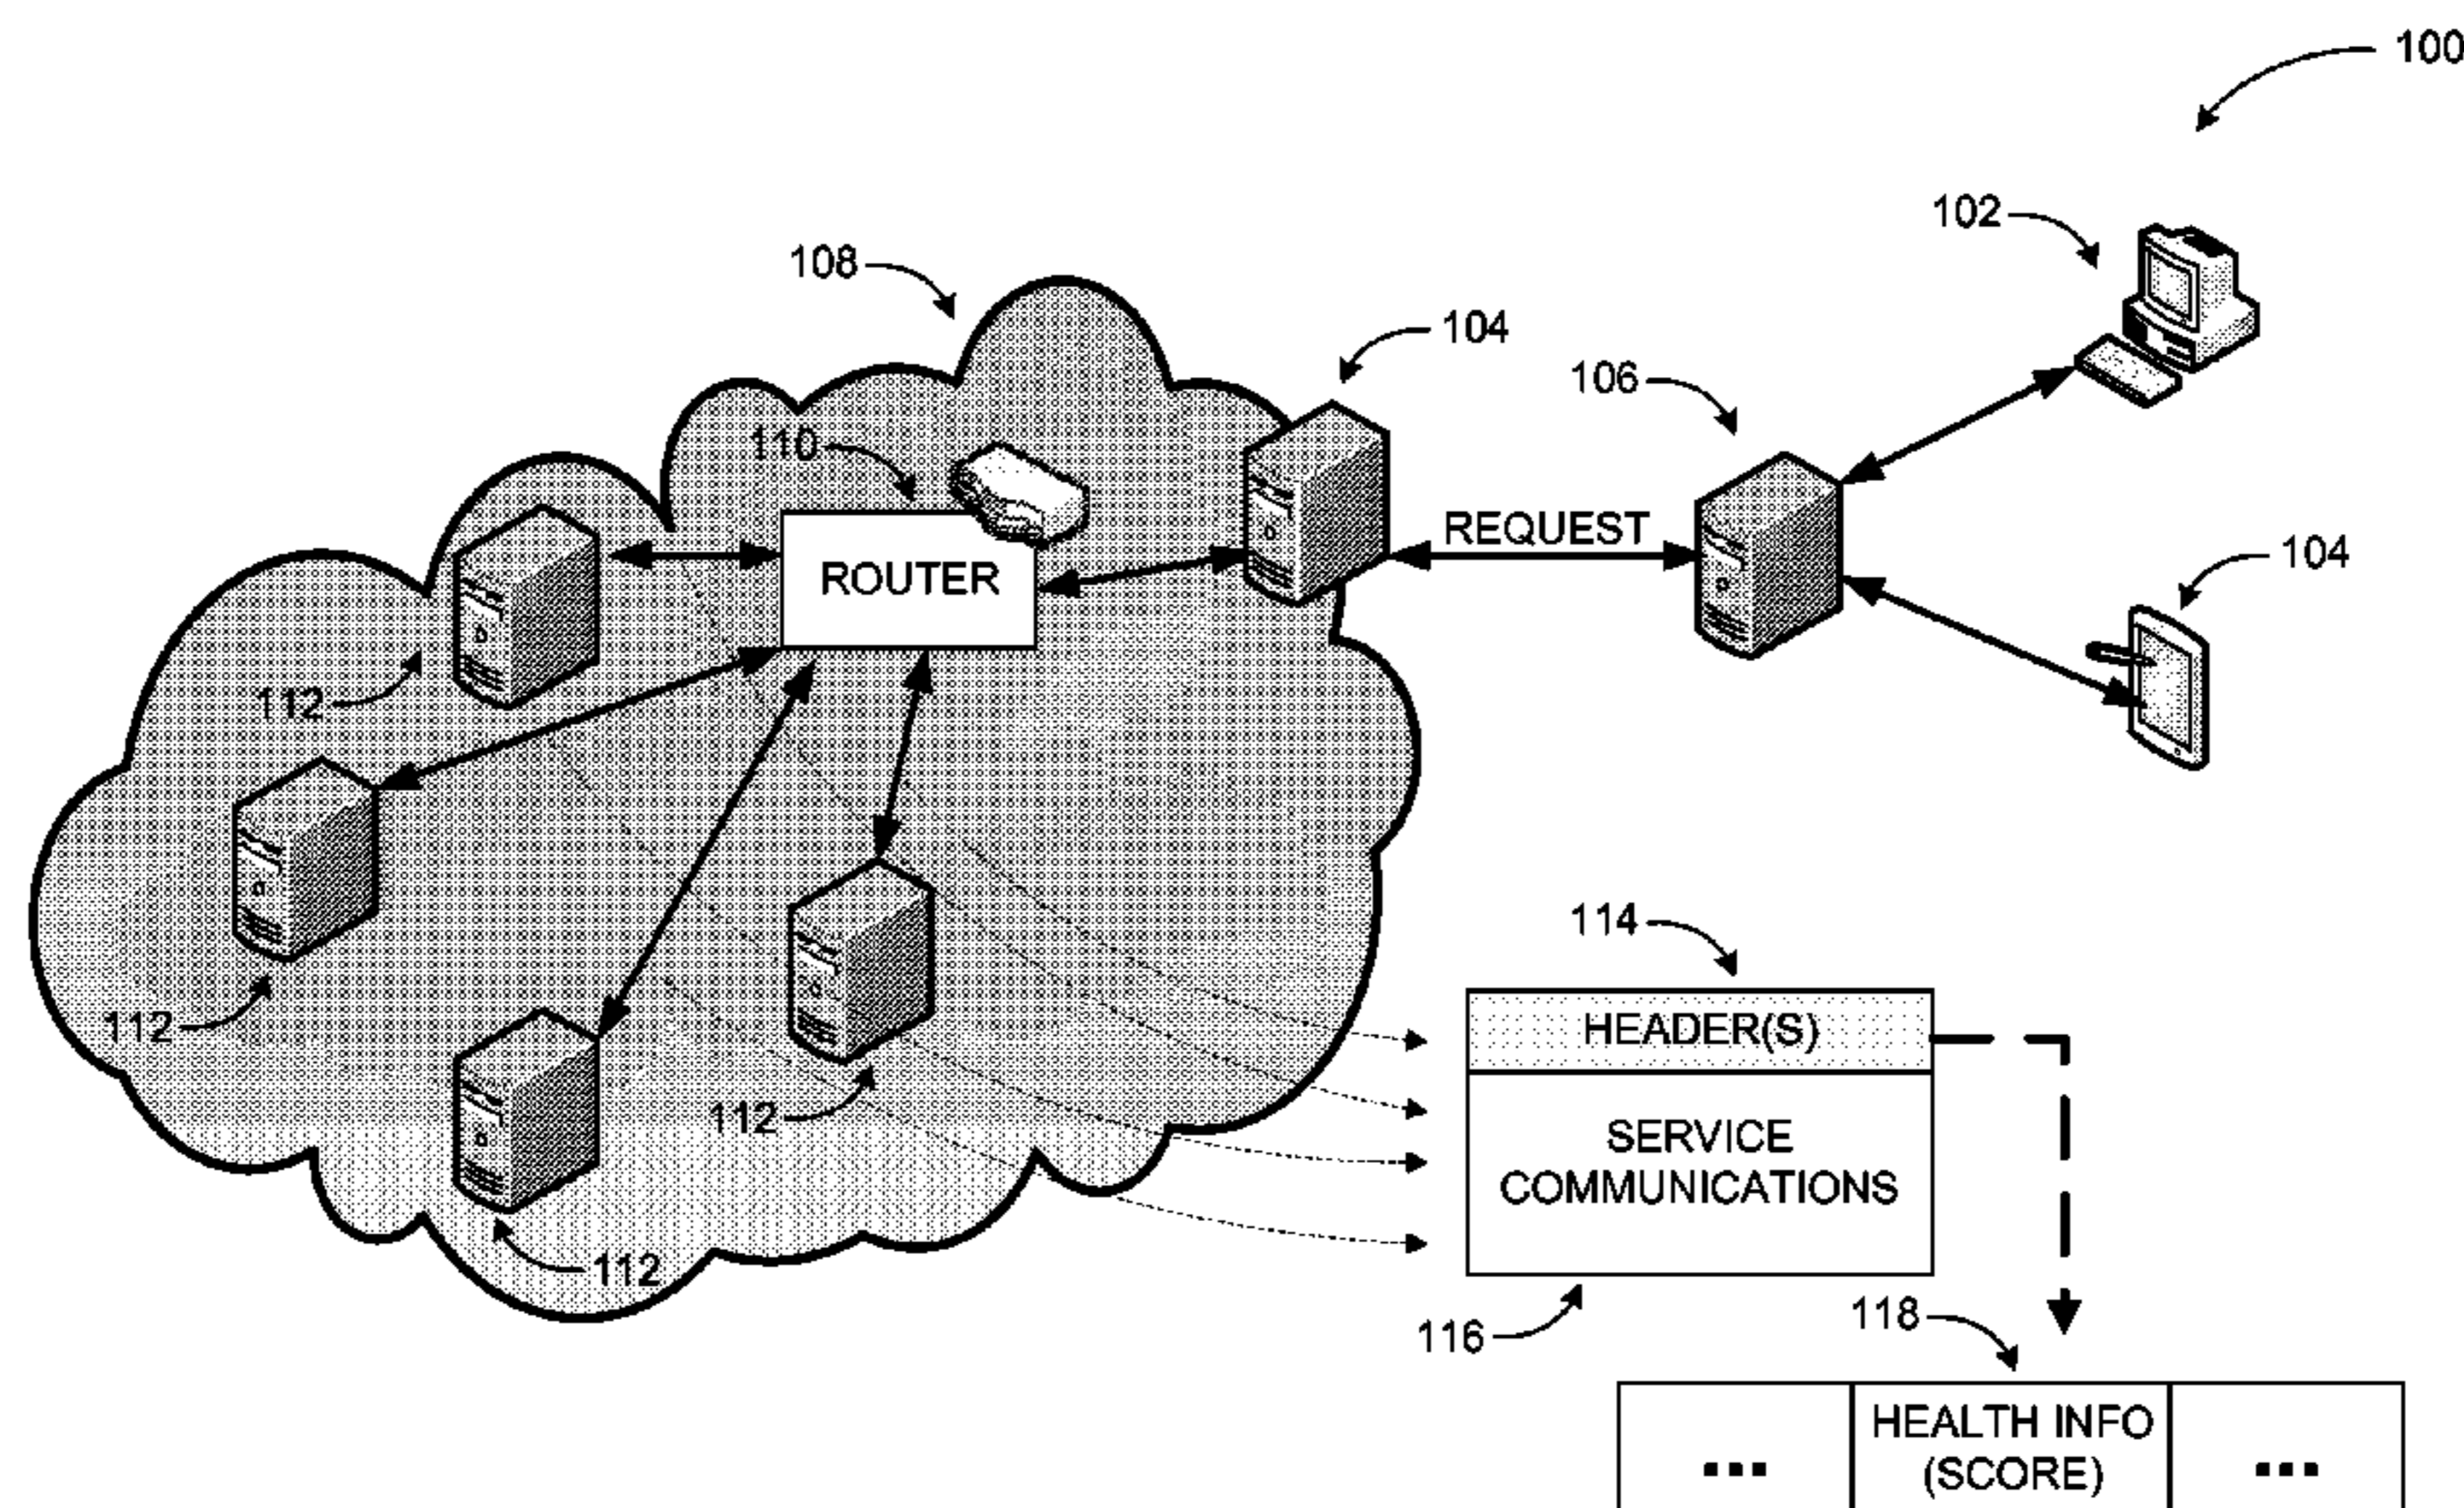 100
102
108
104
106
110
REQUEST
104
ROUTER
112
114
HEADER(S)
112
112
SERVICE
COMMUNICATIONS
112
116
118
HEALTH INFO
... (SCORE) ...